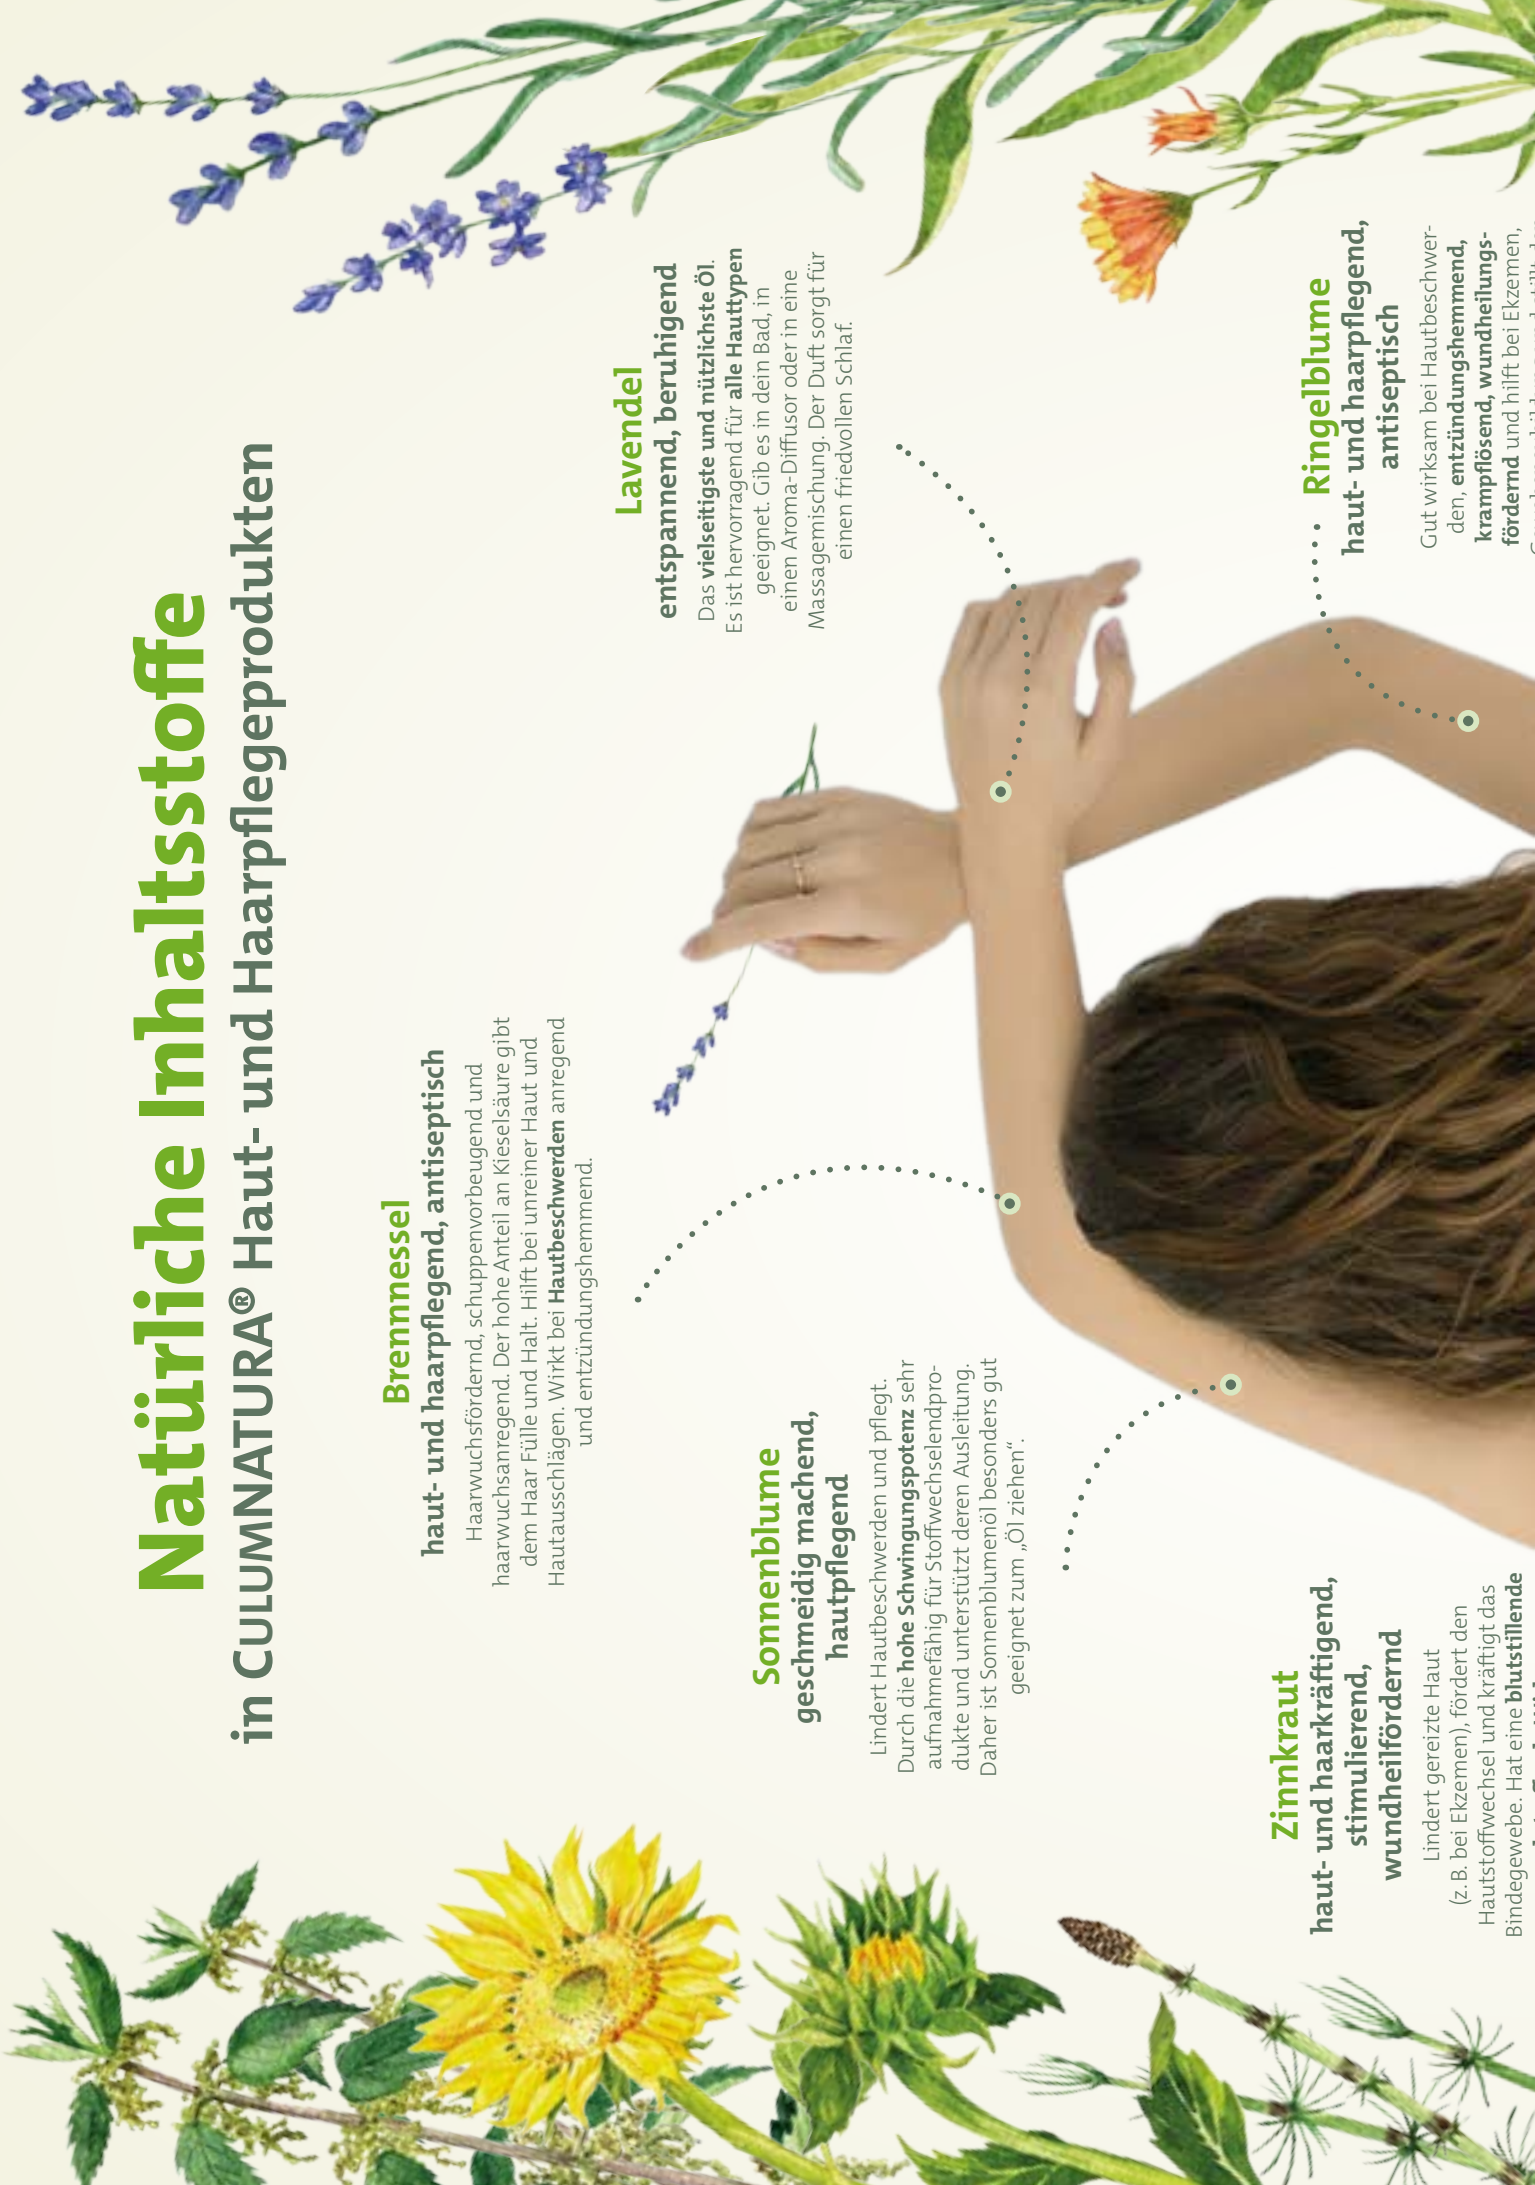 Natürliche Inhaltsstoffe
in CULUMNATURA® Haut- und Haarpflegeprodukten
Brennnessel
haut- und haarpflegend, antiseptisch
Haarwuchsfördernd, schuppenvorbeugend und
haarwuchsanregend. Der hohe Anteil an Kieselsäure gibt
dem Haar Fülle und Halt. Hilft bei unreiner Haut und
Hautausschlägen. Wirkt bei Hautbeschwerden anregend
und entzündungshemmend.
Lavendel
entspannend, beruhigend
Das vielseitigste und nützlichste Öl.
Es ist hervorragend für alle Hauttypen
geeignet. Gib es in dein Bad, in
einen Aroma-Diffusor oder in eine
Massagemischung. Der Duft sorgt für
einen friedvollen Schlaf.
Sonnenblume
geschmeidig machend,
hautpflegend
Lindert Hautbeschwerden und pflegt.
Durch die hohe Schwingungspotenz sehr
aufnahmefähig für Stoffwechselendpro-
dukte und unterstützt deren Ausleitung.
Daher ist Sonnenblumenöl besonders gut
geeignet zum „Öl ziehen“.
Zinnkraut
haut- und haarkräftigend,
stimulierend,
wundheilfördernd
Lindert gereizte Haut
(z. B. bei Ekzemen), fördert den
Hautstoffwechsel und kräftigt das
Bindegewebe. Hat eine blutstillende
Ringelblume
haut- und haarpflegend,
antiseptisch
Gut wirksam bei Hautbeschwer-
den, entzündungshemmend,
krampflösend, wundheilungs-
fördernd und hilft bei Ekzemen,